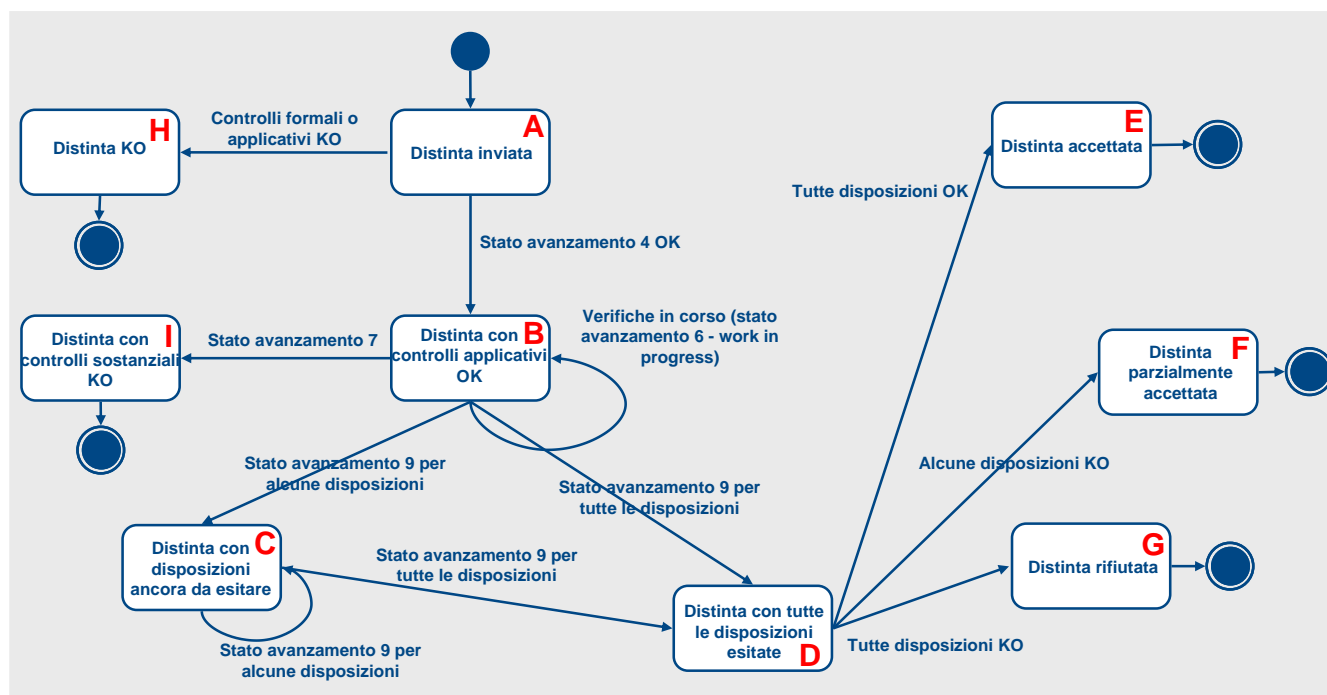 A
Distinta inviata
Controlli formali o
applicativi KO
H
Distinta KO
E
Distinta accettata
Tutte disposizioni OK
Stato avanzamento 4 OK
B
Distinta con
controlli applicativi
OK
Verifiche in corso (stato
avanzamento 6 - work in
progress)
Stato avanzamento 7
I
Distinta con
controlli sostanziali
KO
F
Distinta
parzialmente
accettata
Alcune disposizioni KO
Stato avanzamento 9 per
alcune disposizioni
Stato avanzamento 9 per
tutte le disposizioni
C
Distinta con
disposizioni
ancora da esitare
Stato avanzamento 9 per
tutte le disposizioni
Stato avanzamento 9 per
alcune disposizioni
Distinta con tutte
le disposizioni
esitate
D
G
Distinta rifiutata
Tutte disposizioni KO